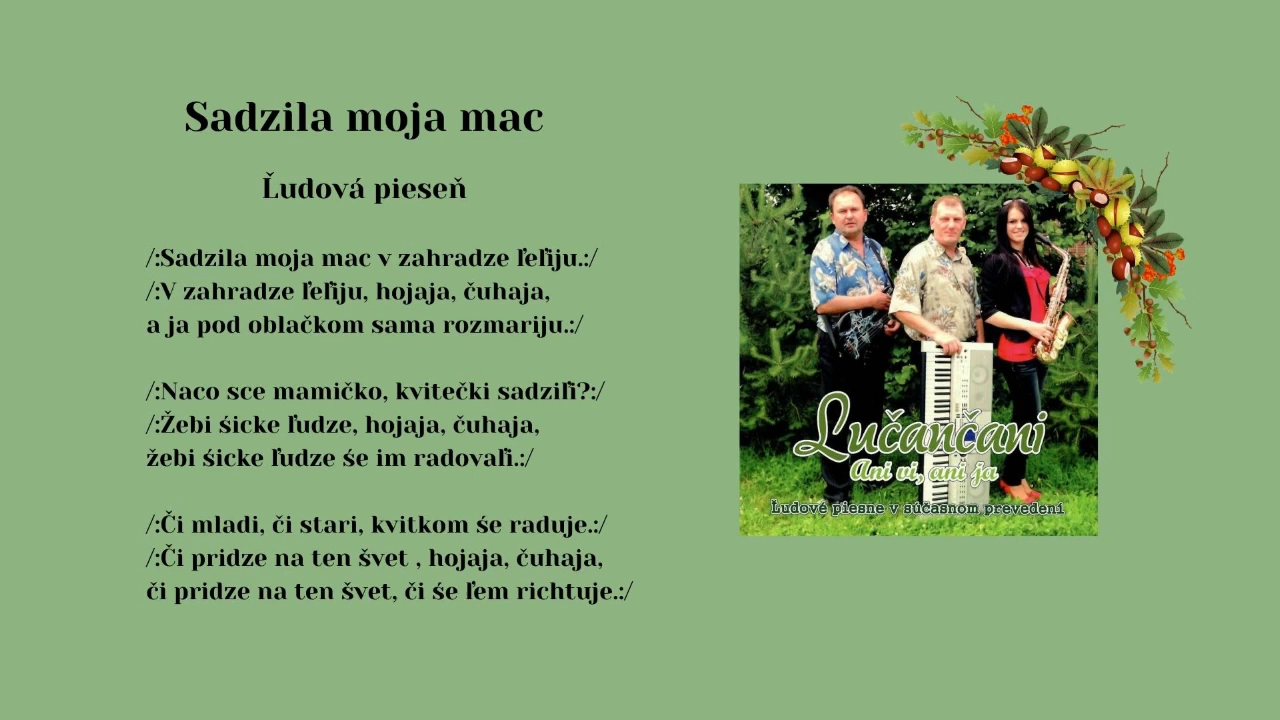 Sadzila moja mac
Ľudová pieseň
/:Sadzila moja mac v zahradze ľeľiju.:/
/:V zahradze ľeľiju, hojaja, čuhaja,
a ja pod oblačkom sama rozmariju.:/
/:Naco sce mamičko, kvitečki sadziľi?:/
/:Žebi śicke ľudze, hojaja, čuhaja,
žebi śicke ľudze śe im radovaľi.:/
/:Či mladi, či stari, kvitkom śe raduje.:/
/:Či pridze na ten švet , hojaja, čuhaja,
či pridze na ten švet, či śe ľem richtuje.:/
Lučančani
Ani vi, ani ja
Ľudové piesne v súčasnom prevedení